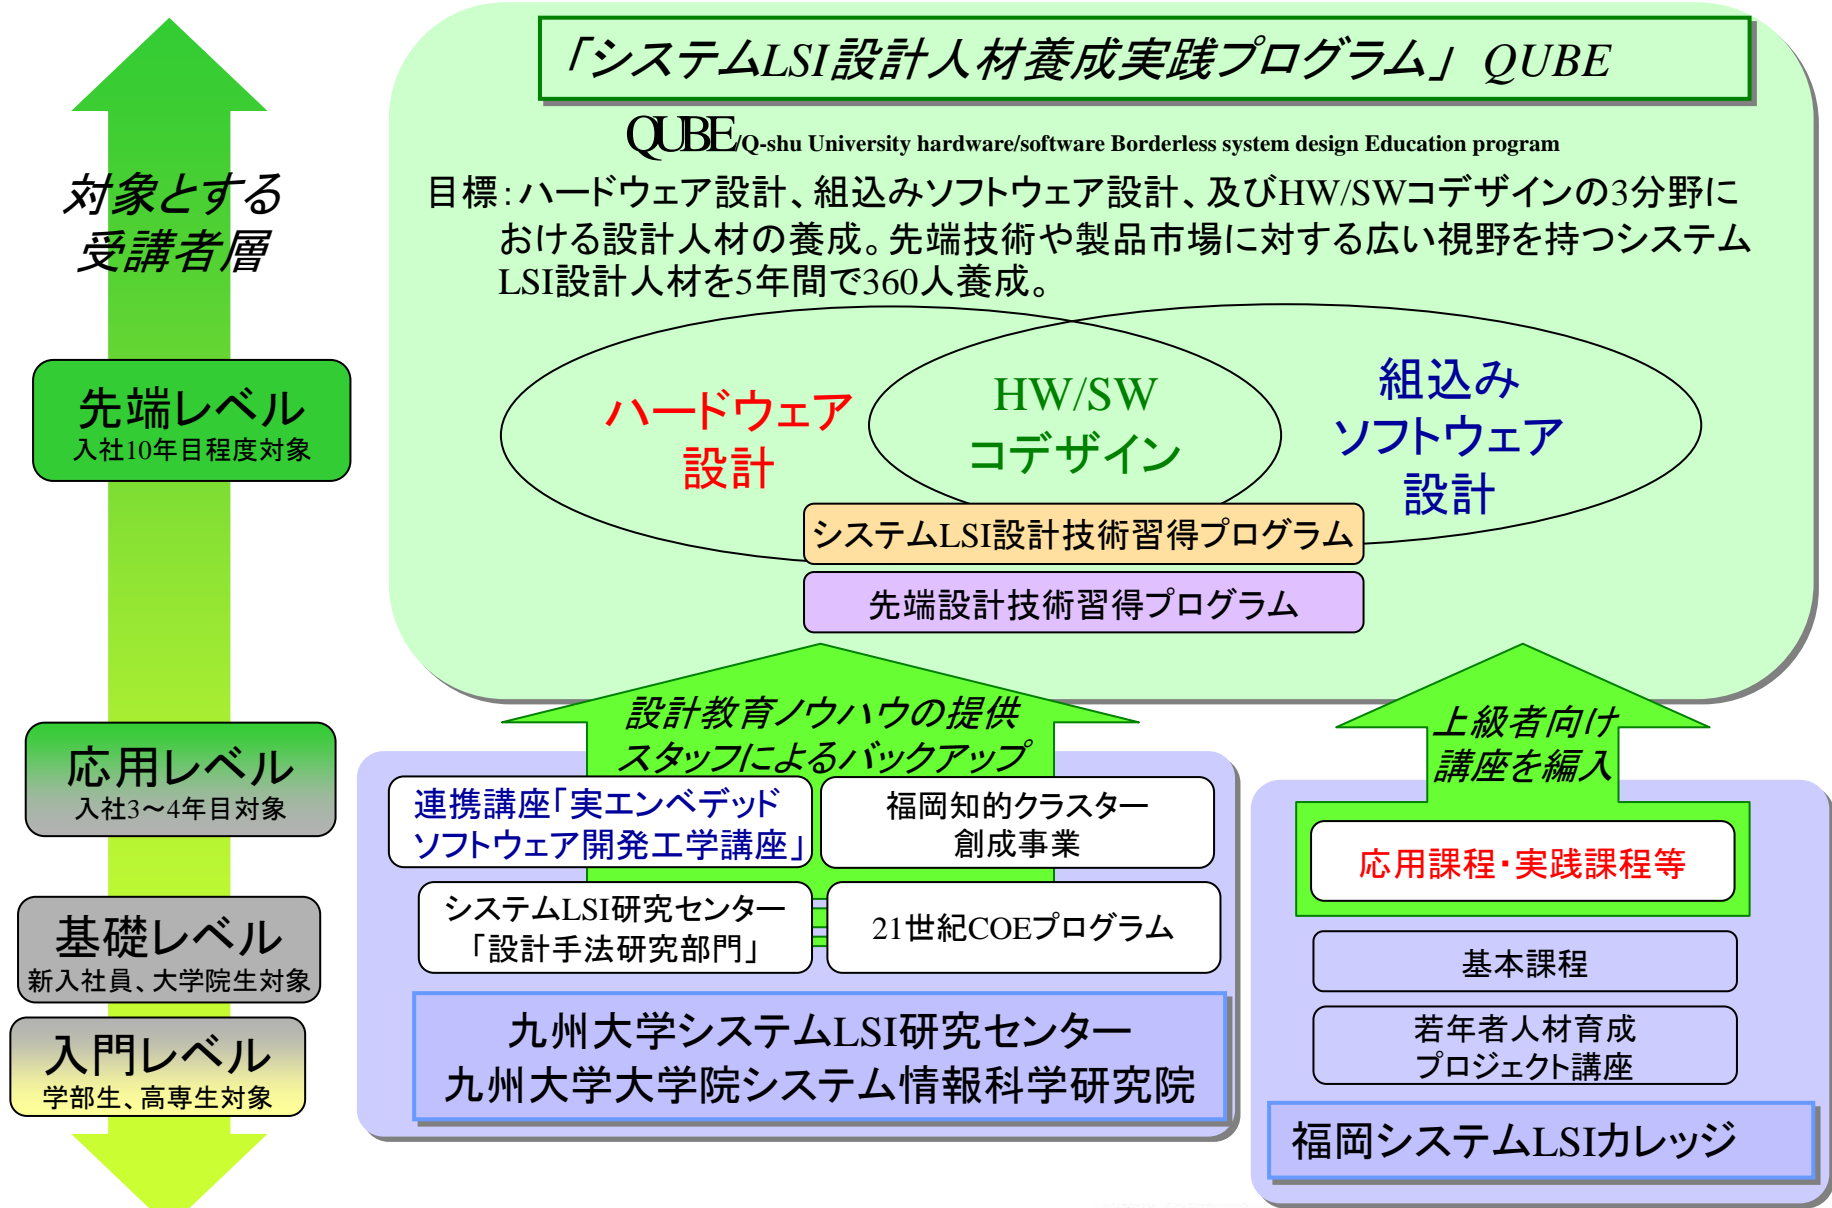 「システムLSI設計人材養成実践プログラム」 QUBE
QUBE/Q-shu University hardware/software Borderless system design Education program
目標：ハードウェア設計、組込みソフトウェア設計、及びHW/SWコデザインの3分野に
おける設計人材の養成。先端技術や製品市場に対する広い視野を持つシステム
LSI設計人材を5年間で360人養成。
対象とする
受講者層
先端レベル
入社10年目程度対象
応用レベル
入社3～4年目対象
基礎レベル
新入社員、大学院生対象
入門レベル
学部生、高専生対象
ハードウェア
設計
HW/SW
コデザイン
組込み
ソフトウェア
設計
システムLSI設計技術習得プログラム
先端設計技術習得プログラム
設計教育ノウハウの提供
スタッフによるバックアップ
連携講座「実エンベデッド
ソフトウェア開発工学講座」
福岡知的クラスター
創成事業
システムLSI研究センター
「設計手法研究部門」
21世紀COEプログラム
九州大学システムLSI研究センター
九州大学大学院システム情報科学研究院
上級者向け
講座を編入
応用課程・実践課程等
基本課程
若年者人材育成
プロジェクト講座
福岡システムLSIカレッジ